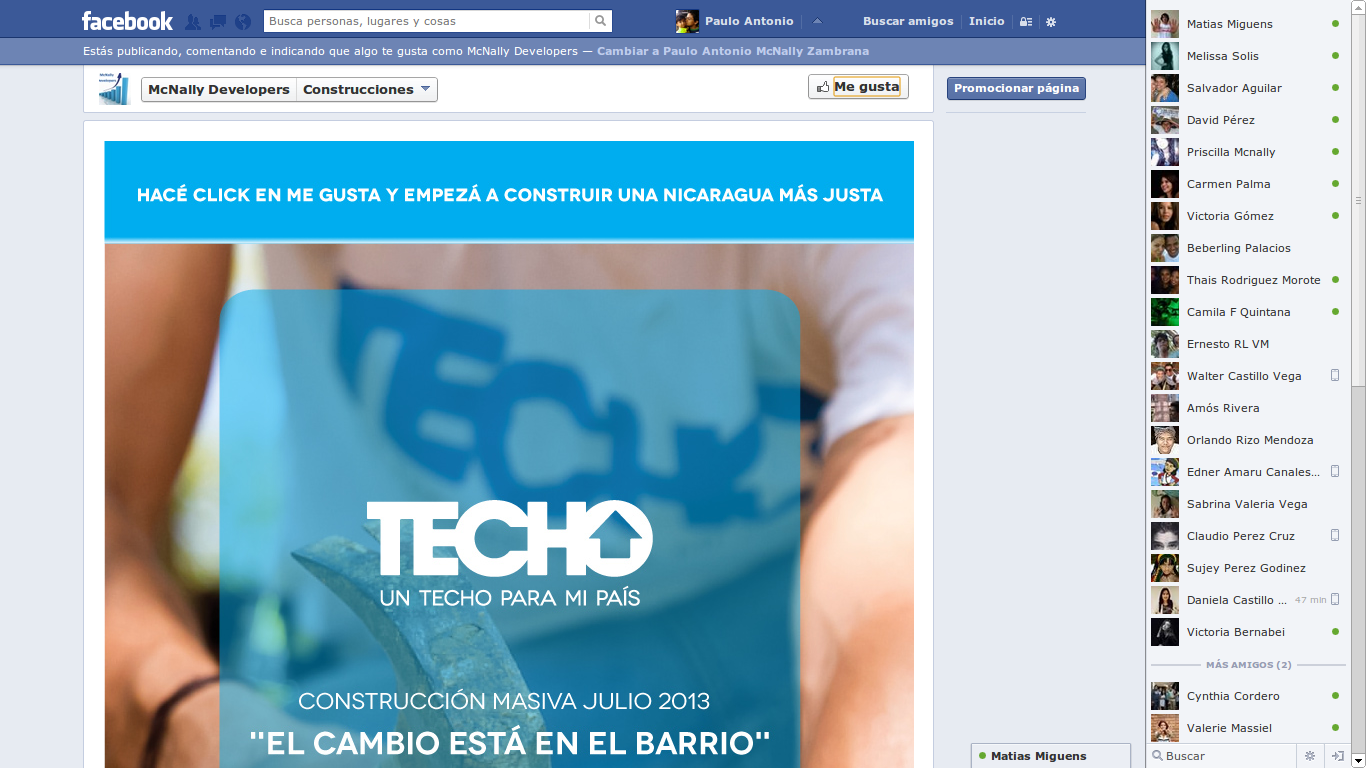 facebook
Busca personas, lugares y cosas
Paulo Antonio
Buscar amigos
Inicio
Estás publicando, comentando e indicando que algo te gusta como McNally Developers — Cambiar a Paulo Antonio McNally Zambrana
McNally Developers
Construcciones
Me gusta
Promocionar página
HACÉ CLICK EN ME GUSTA Y EMPEZÁ A CONSTRUIR UNA NICARAGUA MÁS JUSTA
TECHO
TECHO
UN TECHO PARA MI PAÍS
CONSTRUCCIÓN MASIVA JULIO 2013
"EL CAMBIO ESTÁ EN EL BARRIO"
Matias Miguens
Melissa Solis
Salvador Aguilar
David Pérez
Priscilla Mcnally
Carmen Palma
Victoria Gómez
Beberling Palacios
Thais Rodriguez Morote
Camila F Quintana
Ernesto RL VM
Walter Castillo Vega
Amós Rivera
Orlando Rizo Mendoza
Edner Amaru Canales...
Sabrina Valeria Vega
Claudio Perez Cruz
Sujey Perez Godinez
Daniela Castillo ... 47 min
Victoria Bernabei
MÁS AMIGOS (2)
Cynthia Cordero
Valerie Massiel
Matias Miguens
Buscar